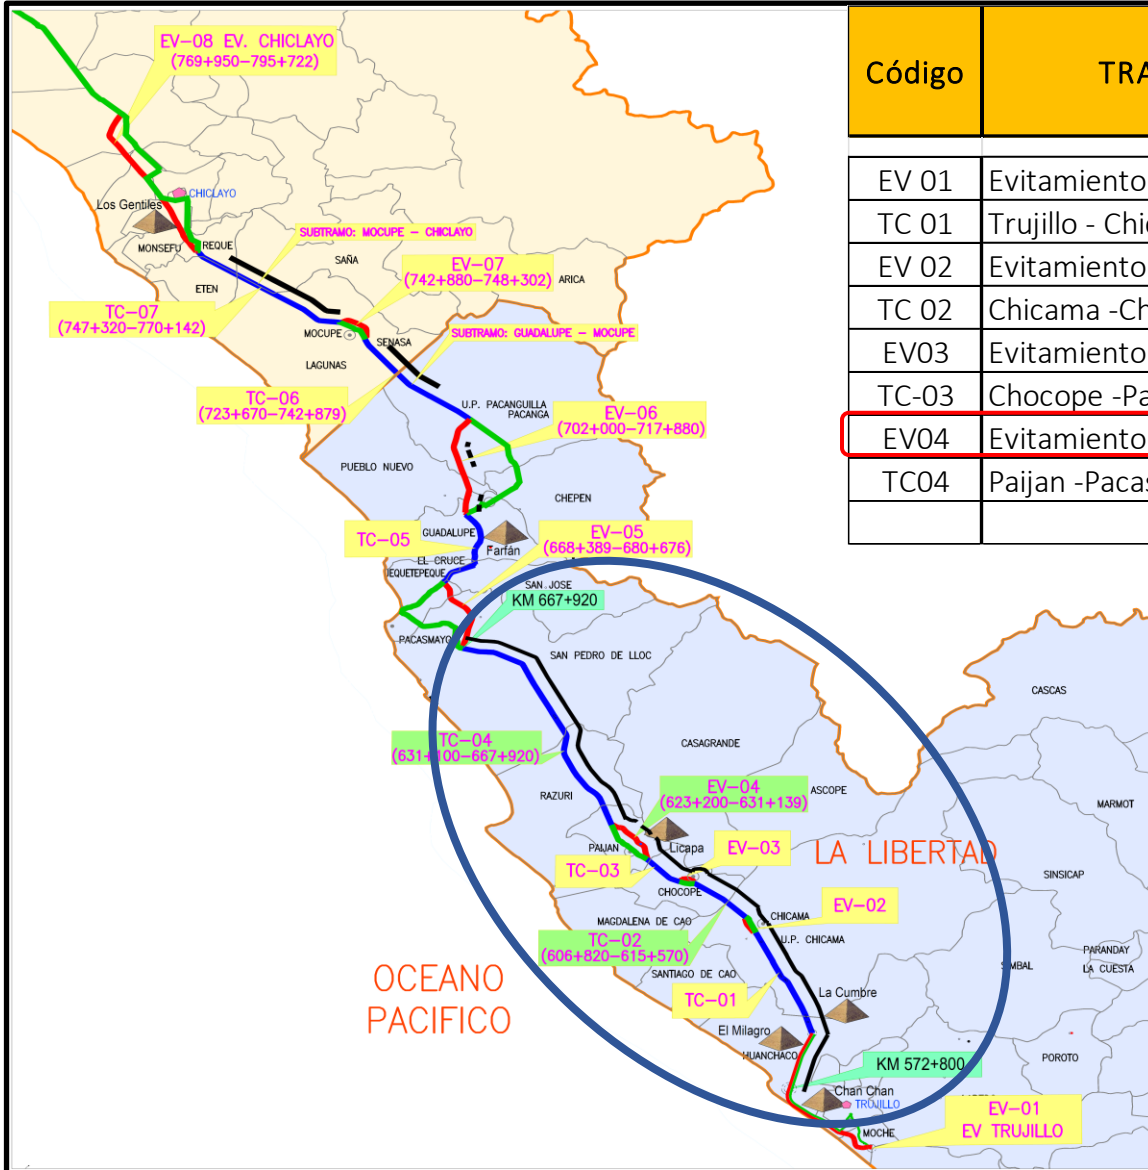 EV-08 EV. CHICLAYO
(769+950-795+722)
CHICLAYO
Los Gentiles
MONSEFU
REQUE
SUBTRAMO: MOCUPE - CHICLAYO
SAÑA
ETEN
EV-07
(742+880-748+302)
ARICA
TC-07
(747+320-770+142)
MOCUPE
SENASA
SUBTRAMO: GUADALUPE - MOCUPE
LAGUNAS
TC-06
(723+670-742+879)
U.P. PACANGUILLA
PACANGA
EV-06
(702+000-717+880)
PUEBLO NUEVO
CHEPEN
TC-05
GUADALUPE
Farfán
EV-05
(668+389-680+676)
EL CRUCE
JEQUETEPEQUE
SAN JOSE
KM 667+920
PACASMAYO
SAN PEDRO DE LLOC
CASCAS
TC-04
(631+100-667+920)
CASAGRANDE
EV-04
(623+200-631+139)
ASCOPE
RAZURI
MARMOT
PAIJAN
Licapa
EV-03
LA LIBERTAD
TC-03
SINSICAP
CHOCOPE
EV-02
MAGDALENA DE CAO
CHICAMA
U.P. CHICAMA
TC-02
(606+820-615+570)
PARANDAY
LA CUESTA
SIMBAL
SANTIAGO DE CAO
OCEANO
PACIFICO
TC-01
La Cumbre
El Milagro
HUANCHACO
KM 572+800
POROTO
Chan Chan
TRUJILLO
MOCHE
EV-01
EV TRUJILLO
Código TRA
EV 01 Evitamiento
TC 01 Trujillo - Chi
EV 02 Evitamiento
TC 02 Chicama -Ch
EV03 Evitamiento
TC-03 Chocope -Pa
EV04 Evitamiento
TC04 Paijan -Pacas